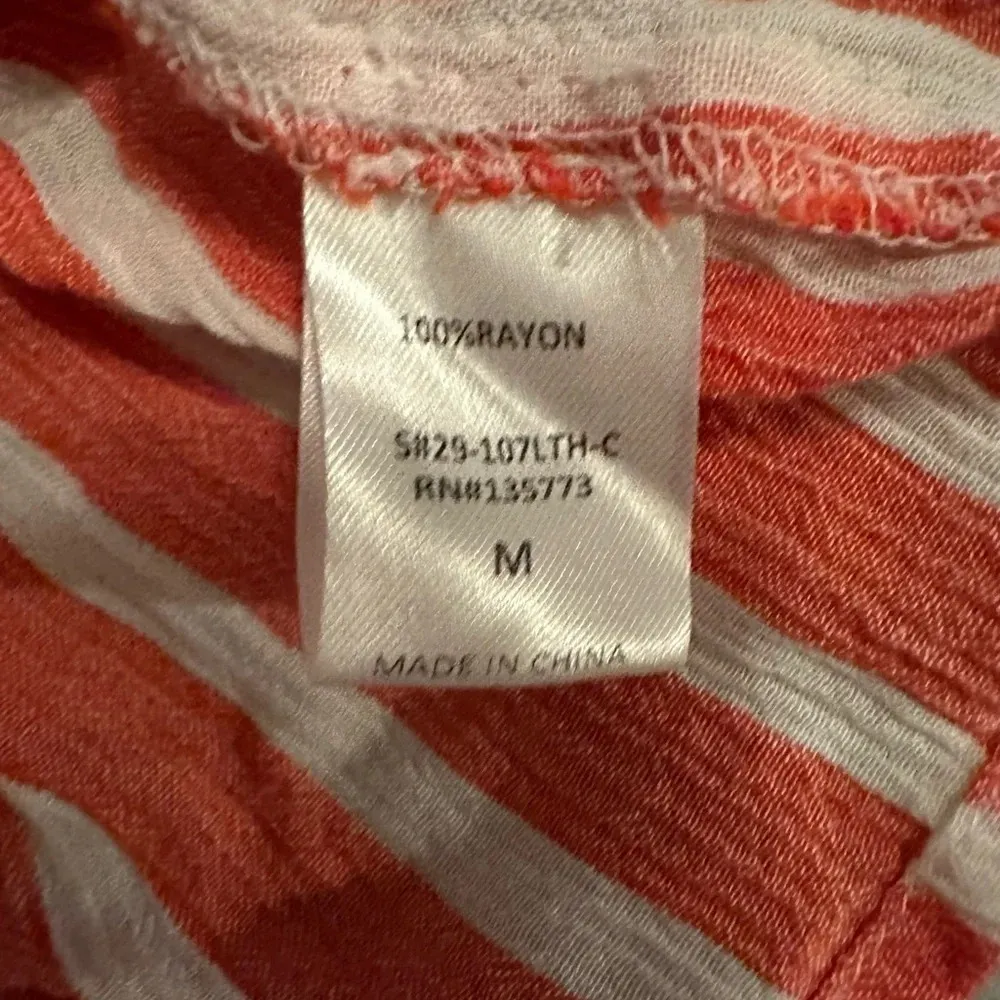 100%RAYON
S#29-107LTH-C
RN#135773
M
MADE IN CHINA